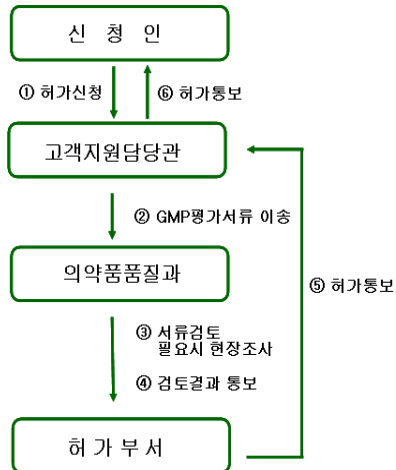 신 청 인
① 허가신청
⑥ 허가통보
고객지원담당관
② GMP평가서류 이송
의약품품질과
⑤ 허가통보
③ 서류검토
필요시 현장조사
④ 검토결과 통보
허 가 부 서